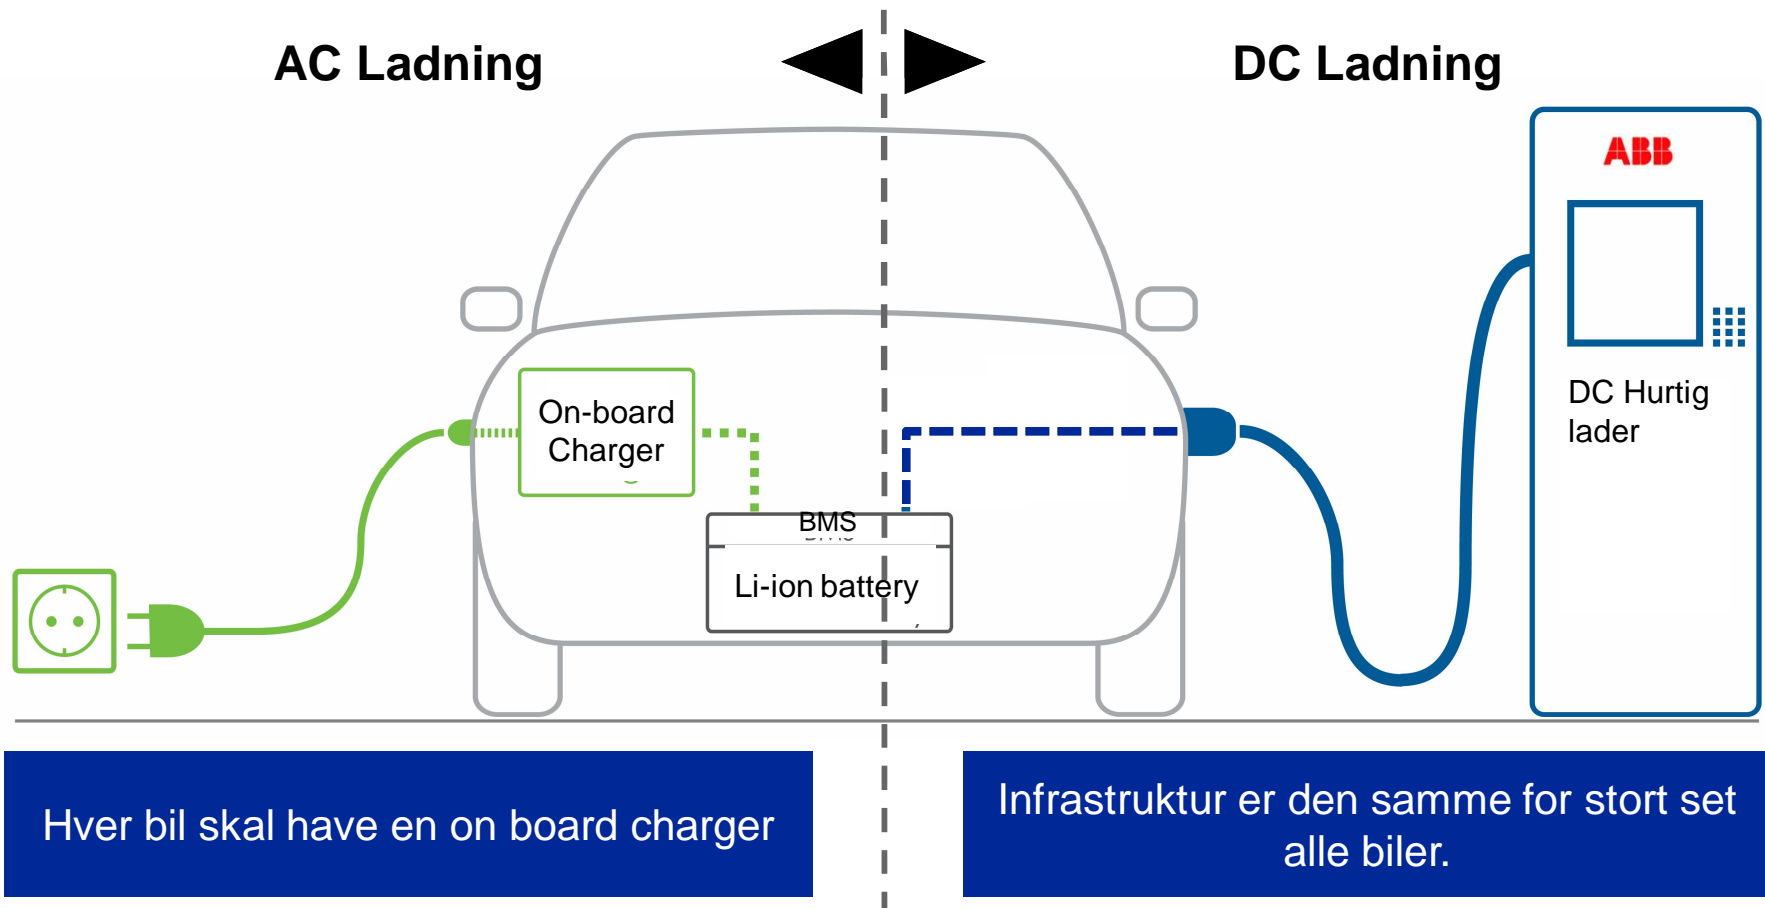 AC Ladning
DC Ladning
ABB
DC Hurtig
lader
On-board
Charger
BMS
Li-ion battery
Hver bil skal have en on board charger
Infrastruktur er den samme for stort set
alle biler.